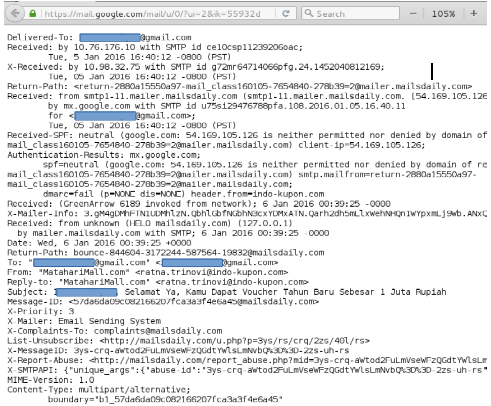 https://mail.google.com/mail/u/0/?ui=2&ik=55932d
Search
105%
Delivered-To: @gmail.com
Received: by 10.76.176.10 with SMTP id ce10csp11239206oac;
Tue, 5 Jan 2016 16:40:12 -0800 (PST)
X-Received: by 10.98.32.75 with SMTP id g72mr64714066pfg.24.1452040812169;
Tue, 05 Jan 2016 16:40:12 -0800 (PST)
Return-Path: <return-2880a15550a97-mail_class160105-7654840-278b39=2@mailer.mailsdaily.com>
Received: from smtp1-11.mailer.mailsdaily.com (smtp1-11.mailer.mailsdaily.com. [54.169.105.126
by mx.google.com with SMTP id u75si29476788pfa.108.2016.01.05.16.40.11
for < @gmail.com>;
Tue, 05 Jan 2016 16:40:12 -0800 (PST)
Received-SPF: neutral (google.com: 54.169.105.126 is neither permitted nor denied by domain of
mail_class160105-7654840-278b39=2@mailer.mailsdaily.com) client-ip=54.169.105.126;
Authentication-Results: mx.google.com;
spf=neutral (google.com: 54.169.105.126 is neither permitted nor denied by domain of re
mail_class160105-7654840-278b39=2@mailer.mailsdaily.com) smtp.mailfrom=return-2880a15550a97-
mail_class160105-7654840-278b39=2@mailer.mailsdaily.com;
dmarc=fail (p=NONE dis=NONE) header.from=indo-kupon.com
Received: (GreenArrow 6189 invoked from network); 6 Jan 2016 00:39:25 -0000
X-Mailer-Info:
Received: from unknown (HELO mailsdaily.com) (127.0.0.1)
by mailer.mailsdaily.com with SMTP; 6 Jan 2016 00:39:25 -0000
Date: Wed, 6 Jan 2016 00:39:25 +0000
Return-Path: bounce-844604-3172244-587564-19832@mailsdaily.com
To: " @gmail.com" < @gmail.com>
From: "MatahariMall.com" <ratna.trinovi@indo-kupon.com>
Reply-to: "MatahariMall.com" <ratna.trinovi@indo-kupon.com>
Subject: , Selamat Ya, Kamu Dapat Voucher Tahun Baru Sebesar 1 Juta Rupiah
Message-ID: <57da6da09c082166207fca3a3f4e6a45@mailsdaily.com>
X-Priority: 3
X-Mailer: Email Sending System
X-Complaints-To: complaints@mailsdaily.com
List-Unsubscribe: <http://mailsdaily.com/u.php?p=3ys/rs/crq/2zs/40l/rs>
X-MessageID: 3ys-crq-aWtod2FuLmVseWFzQGdtYWlsLmNvbQ%3D%3D-2zs-uh-rs
X-Report-Abuse: <http://mailsdaily.com/report_abuse.php?mid=3ys-crq-aWtod2FuLmVseWFzQGdtYWlsLm
X-SMTPAPI: {"unique_args":{"abuse-id":"3ys-crq-aWtod2FuLmVseWFzQGdtYWlsLmNvbQ%3D%3D-2zs-uh-rs"
MIME-Version: 1.0
Content-Type: multipart/alternative;
boundary="b1_57da6da09c082166207fca3a3f4e6a45"